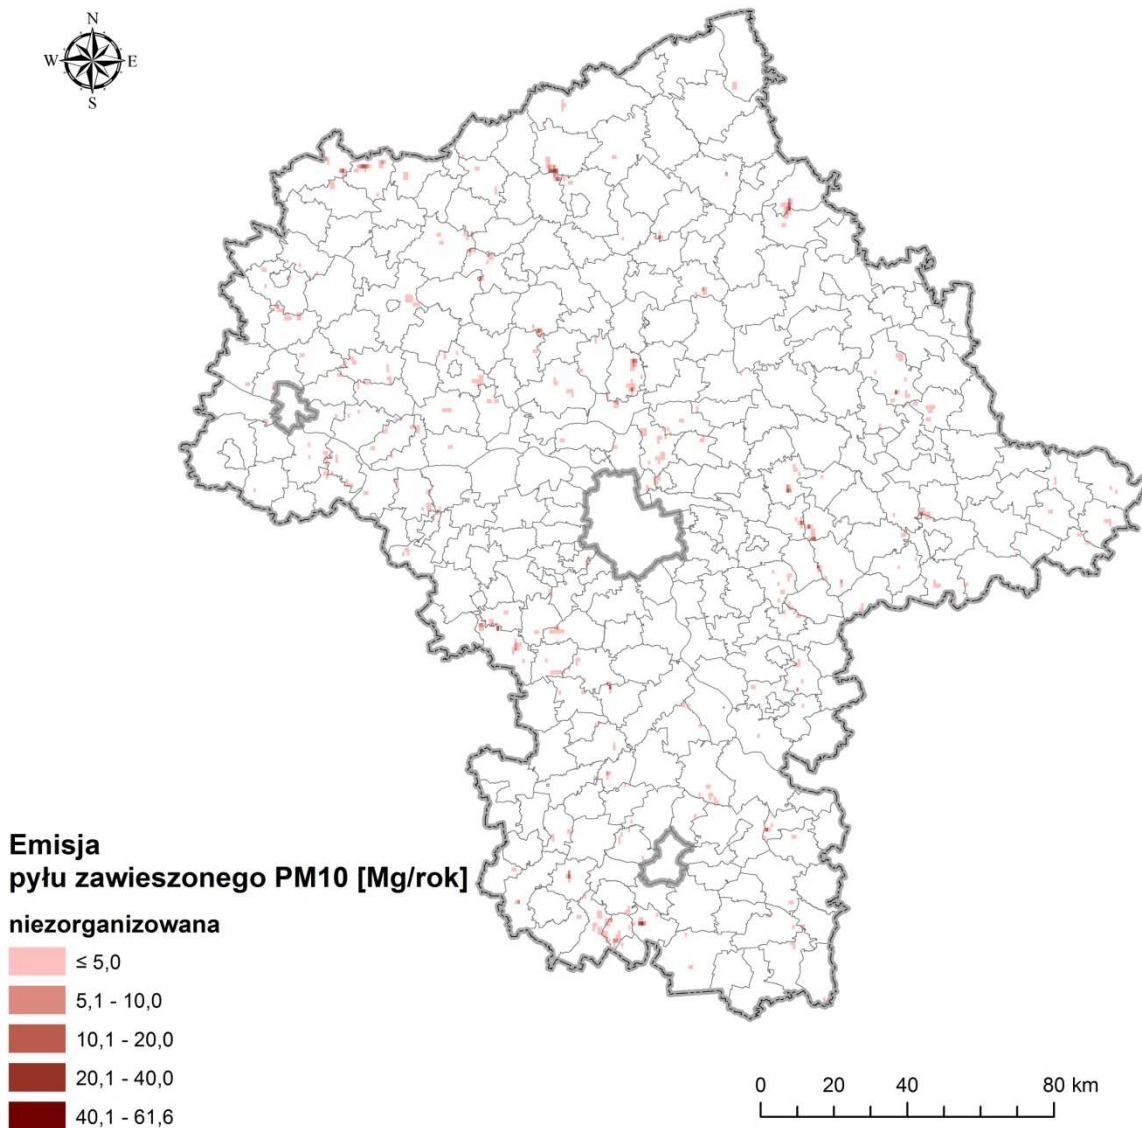 N
W E
S
Emisja
pyłu zawieszonego PM10 [Mg/rok]
niezorganizowana
≤ 5,0
5,1 - 10,0
10,1 - 20,0
20,1 - 40,0
40,1 - 61,6
0 20 40 80 km